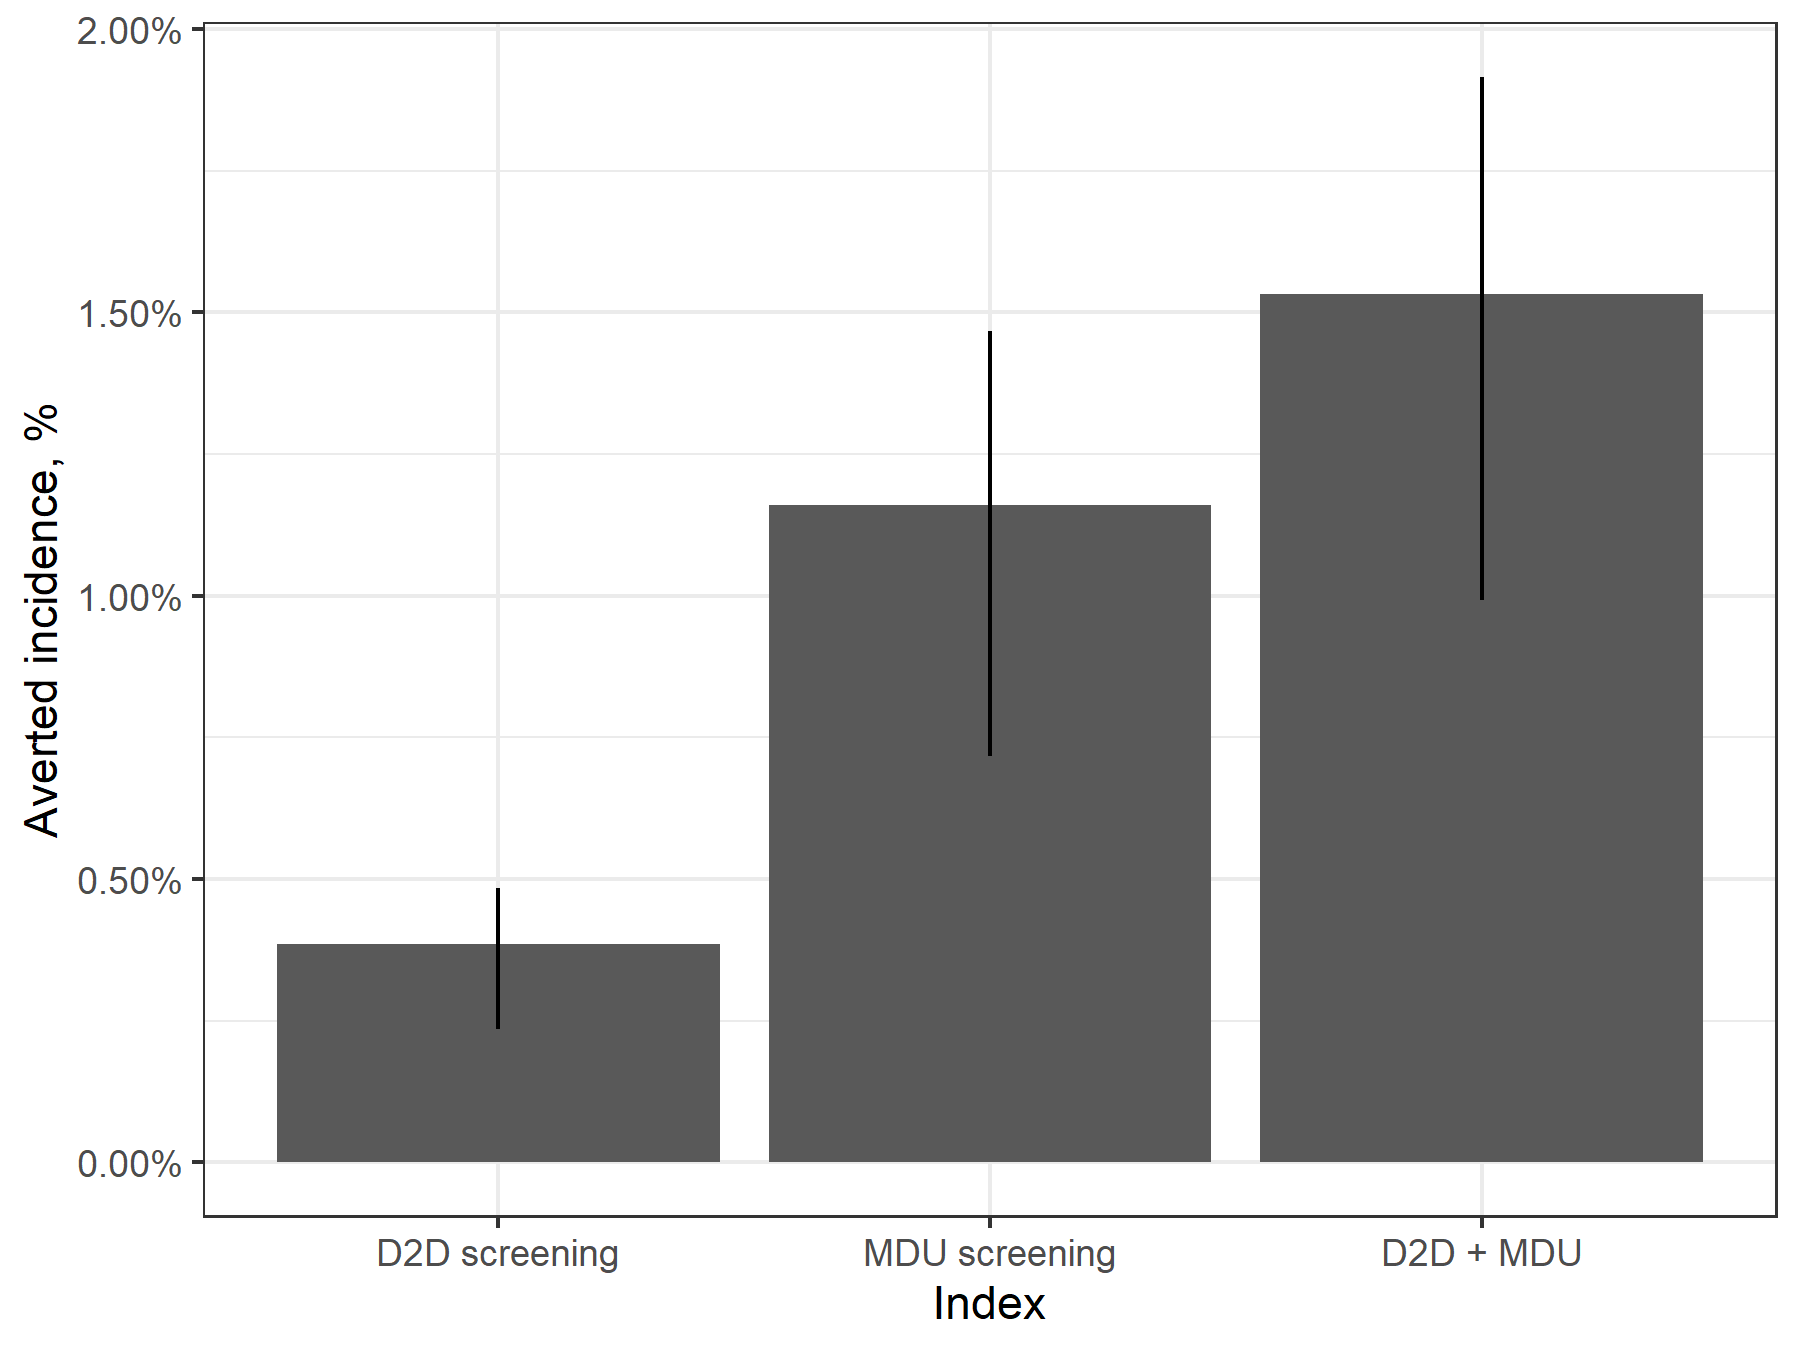 2.00%
1.50%
1.00%
0.50%
0.00%
Averted incidence, %
D2D screening
MDU screening
D2D + MDU
Index